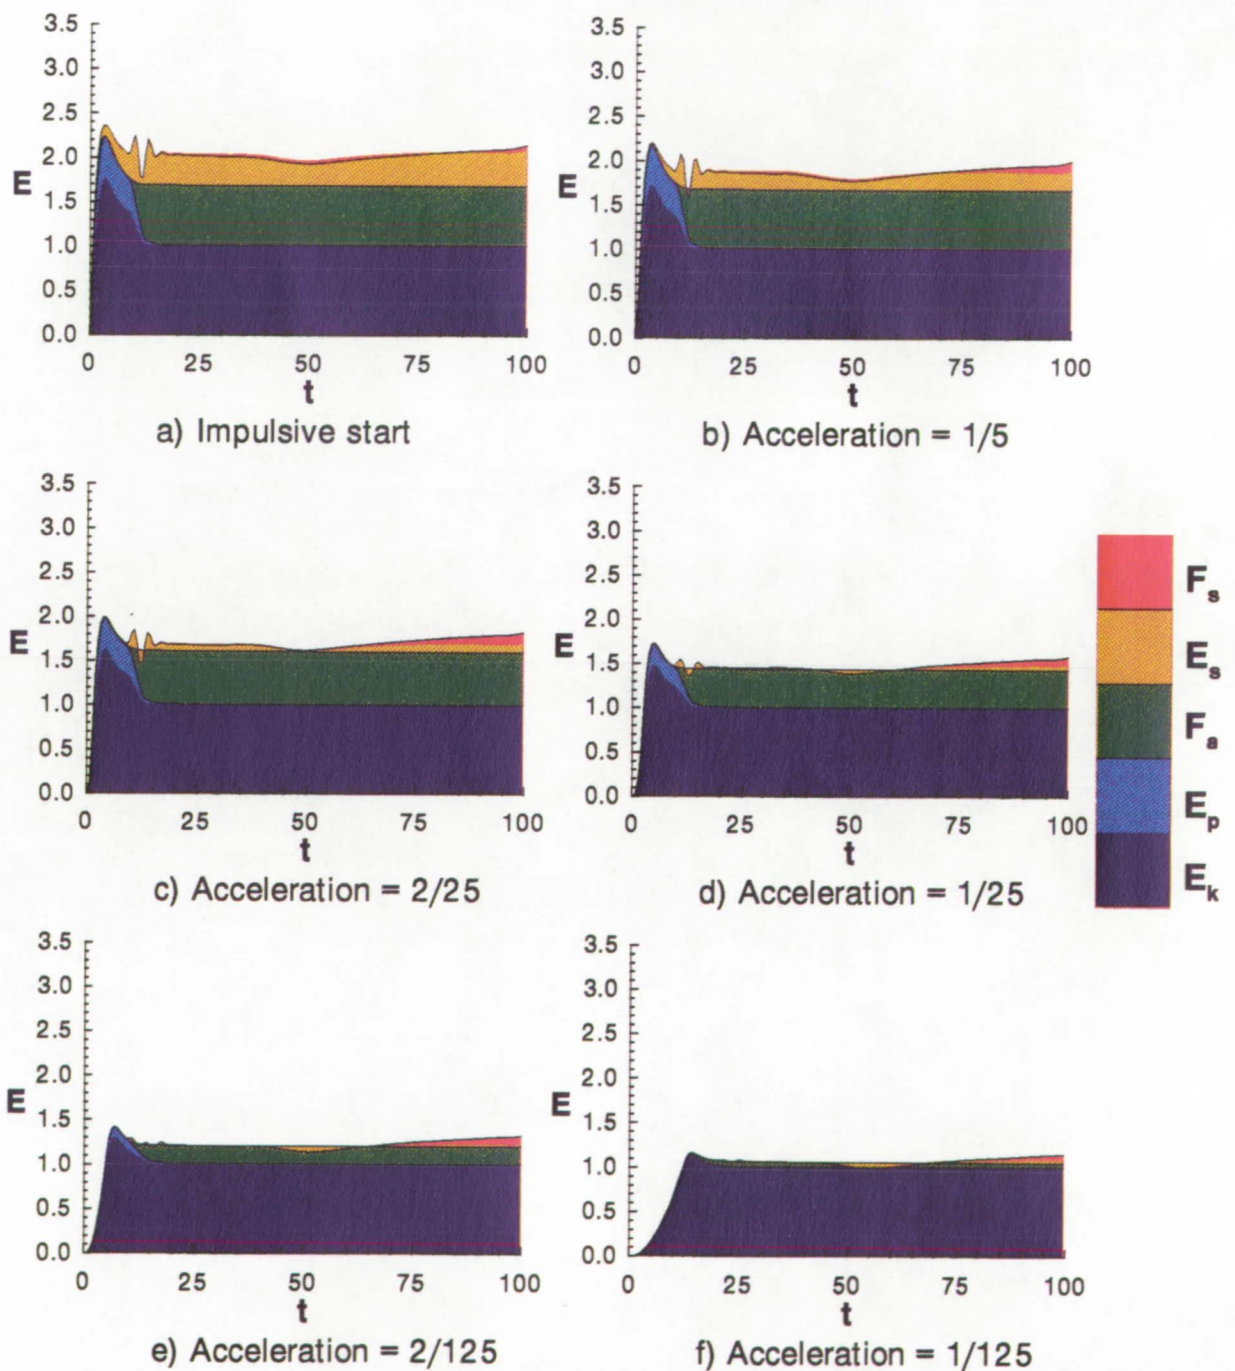 3.5
3.0
2.5
2.0
E
1.5
1.0
0.5
0.0
0 25 50 75 100
t
a) Impulsive start
3.5
3.0
2.5
2.0
E
1.5
1.0
0.5
0.0
0 25 50 75 100
t
b) Acceleration = 1/5
3.5
3.0
2.5
2.0
E
1.5
1.0
0.5
0.0
0 25 50 75 100
t
c) Acceleration = 2/25
3.5
3.0
2.5
2.0
E
1.5
1.0
0.5
0.0
0 25 50 75 100
t
d) Acceleration = 1/25
Fs
Es
Fa
Ep
Ek
3.5
3.0
2.5
2.0
E
1.5
1.0
0.5
0.0
0 25 50 75 100
t
e) Acceleration = 2/125
3.5
3.0
2.5
2.0
E
1.5
1.0
0.5
0.0
0 25 50 75 100
t
f) Acceleration = 1/125